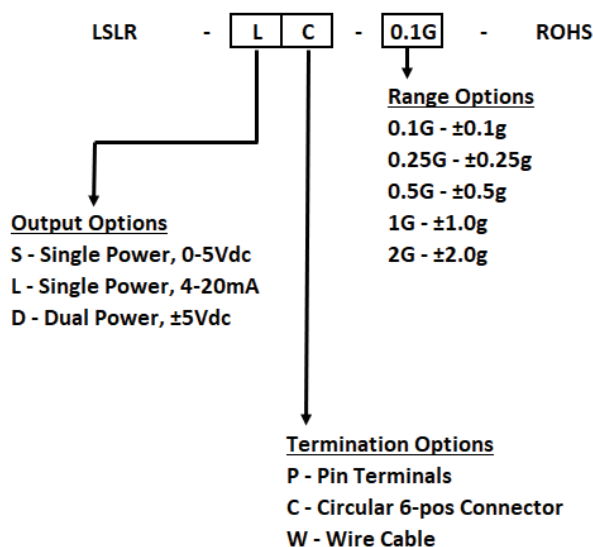 LSLR - L C - 0.1G - ROHS
Range Options
0.1G - ±0.1g
0.25G - ±0.25g
0.5G - ±0.5g
1G - ±1.0g
2G - ±2.0g
Output Options
S - Single Power, 0-5Vdc
L - Single Power, 4-20mA
D - Dual Power, ±5Vdc
Termination Options
P - Pin Terminals
C - Circular 6-pos Connector
W - Wire Cable